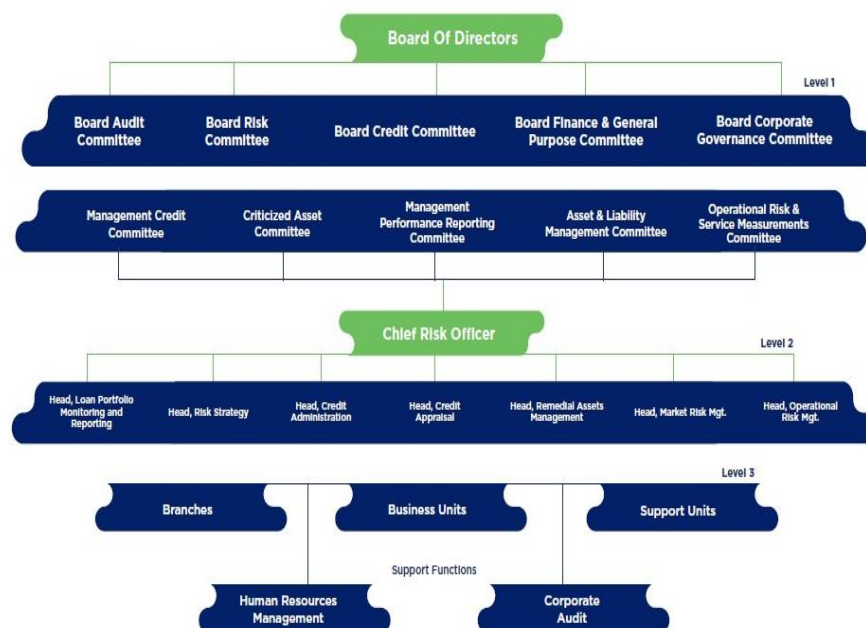 Board Of Directors
Level 1
Board Audit
Committee
Board Risk
Committee
Board Credit Committee
Board Finance & General
Purpose Committee
Board Corporate
Governance Committee
Management Credit
Committee
Criticized Asset
Committee
Management
Performance Reporting
Committee
Asset & Liability
Management Committee
Operational Risk &
Service Measurements
Committee
Chief Risk Officer
Level 2
Head, Loan Portfolio
Monitoring and
Reporting
Head, Risk Strategy
Head, Credit
Administration
Head, Credit
Appraisal
Head, Remedial Assets
Management
Head, Market Risk Mgt.
Head, Operational
Risk Mgt.
Level 3
Branches
Business Units
Support Units
Support Functions
Human Resources
Management
Corporate
Audit